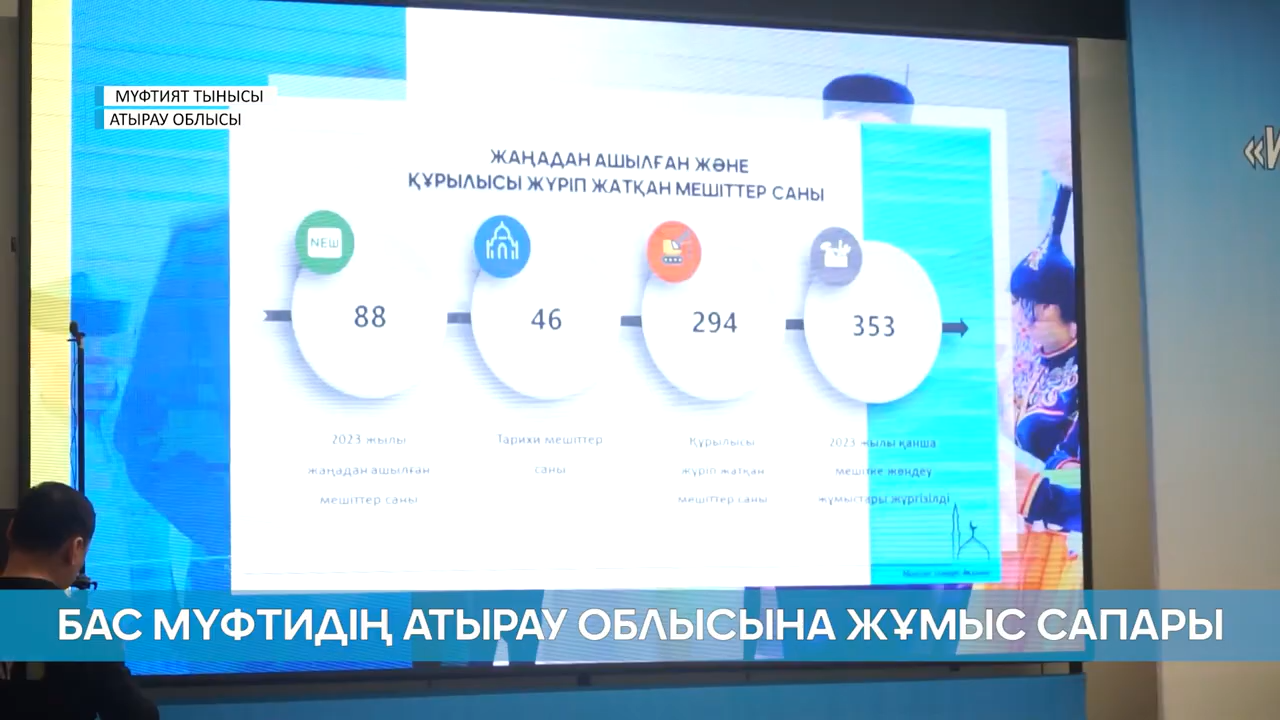 МҮФТИЯТ ТЫНЫСЫ
АТЫРАУ ОБЛЫСЫ
ЖАҢАДАН АШЫЛҒАН ЖӘНЕ
ҚҰРЫЛЫСЫ ЖҮРІП ЖАТҚАН МЕШІТТЕР САНЫ
NEW
88
46
294
353
2023 жылы
жаңадан ашылған
мешіттер саны
Тарихи мешіттер
саны
Құрылысы
жүріп жатқан
мешіттер саны
2023 жылы қанша
мешітке жөндеу
жұмыстары жүргізілді
БАС МҮФТИДІҢ АТЫРАУ ОБЛЫСЫНА ЖҰМЫС САПАРЫ